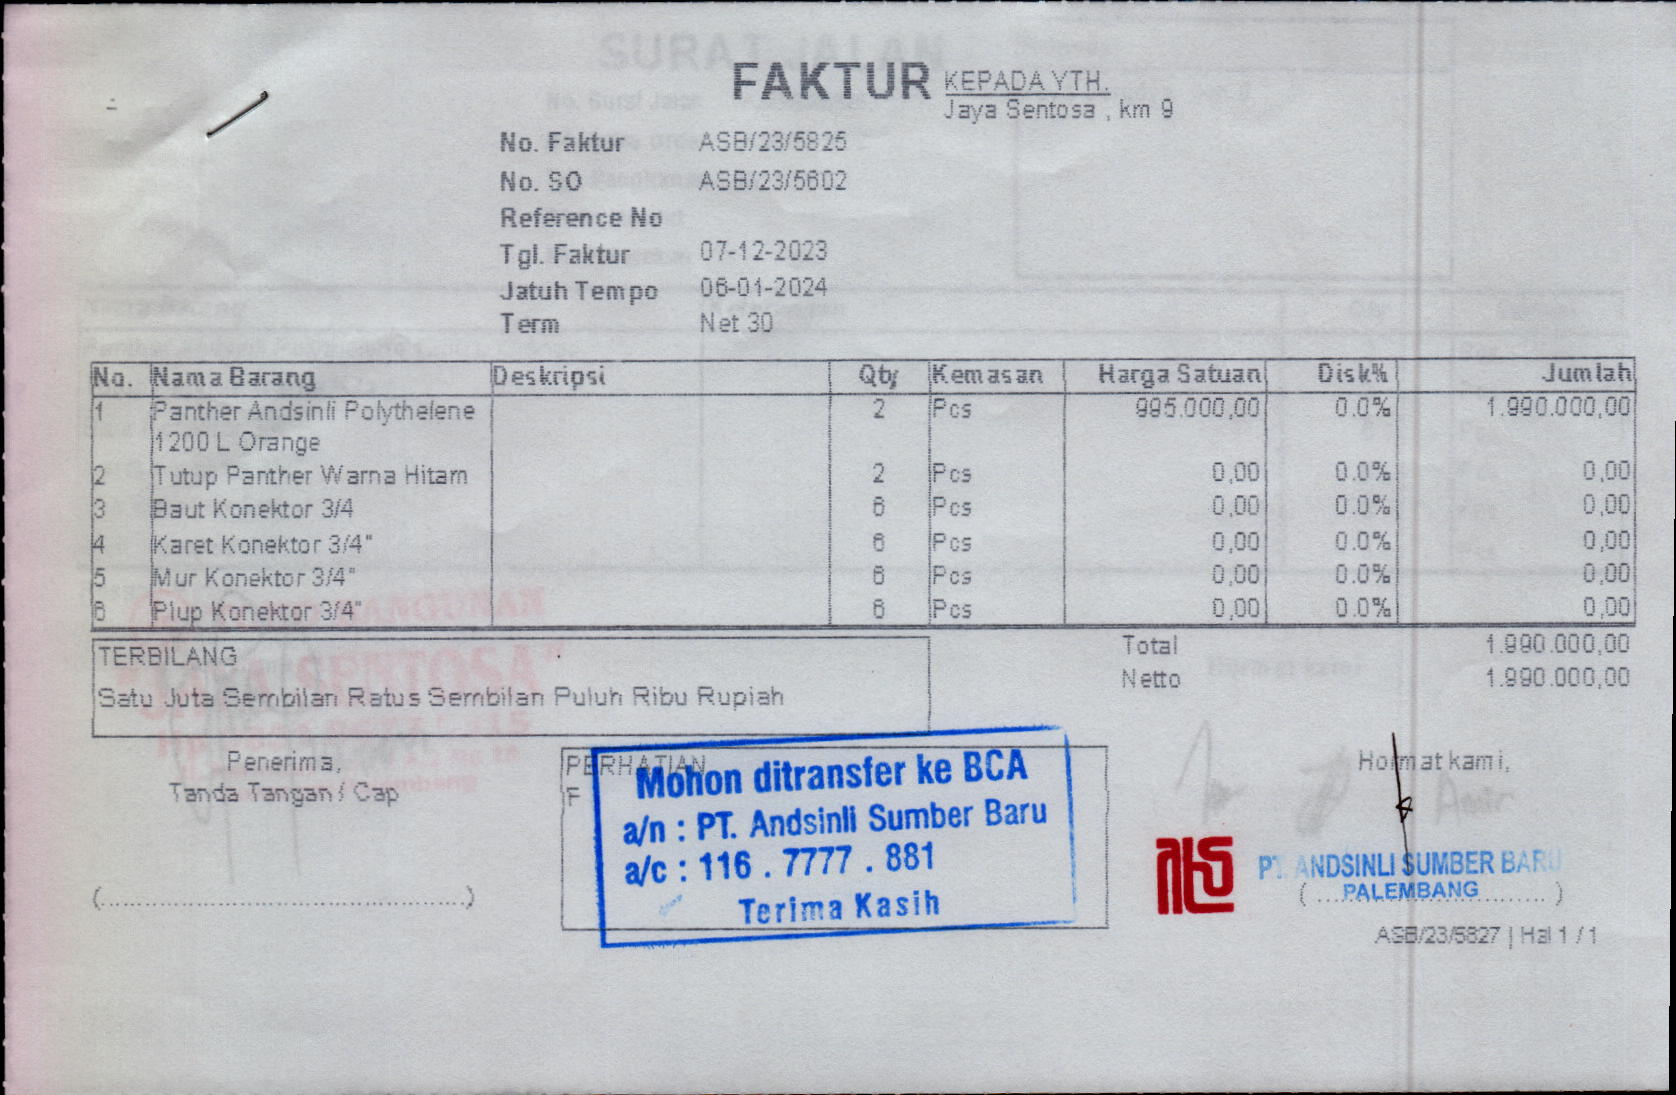 FAKTUR
KEPADA YTH.
Jaya Sentosa , km 9
No. Faktur ASB/23/5825
No. SO ASB/23/5602
Reference No
Tgl. Faktur 07-12-2023
Jatuh Tempo 06-01-2024
Term Net 30
No. Nama Barang Deskripsi Qty Kemasan Harga Satuan Disk% Jumlah
1 Panther Andsinli Polythelene 2 Pcs 995.000,00 0.0% 1.990.000,00
1200 L Orange
2 Tutup Panther Warna Hitam 2 Pcs 0,00 0.0% 0,00
3 Baut Konektor 3/4 6 Pcs 0,00 0.0% 0,00
4 Karet Konektor 3/4" 6 Pcs 0,00 0.0% 0,00
5 Mur Konektor 3/4" 6 Pcs 0,00 0.0% 0,00
6 Plup Konektor 3/4" 6 Pcs 0,00 0.0% 0,00
Total 1.990.000,00
Netto 1.990.000,00
TERBILANG
Satu Juta Sembilan Ratus Sembilan Puluh Ribu Rupiah
Penerima,
Tanda Tangan / Cap
(..........................................)
PERHATIAN
F
Mohon ditransfer ke BCA
a/n : PT. Andsinli Sumber Baru
a/c : 116 . 7777 . 881
Terima Kasih
Hormat kami,
PT. ANDSINLI SUMBER BARU
PALEMBANG
ASB/23/5827 | Hal 1 / 1
SURAT JALAN
No. Surat Jalan
"JAYA SENTOSA"